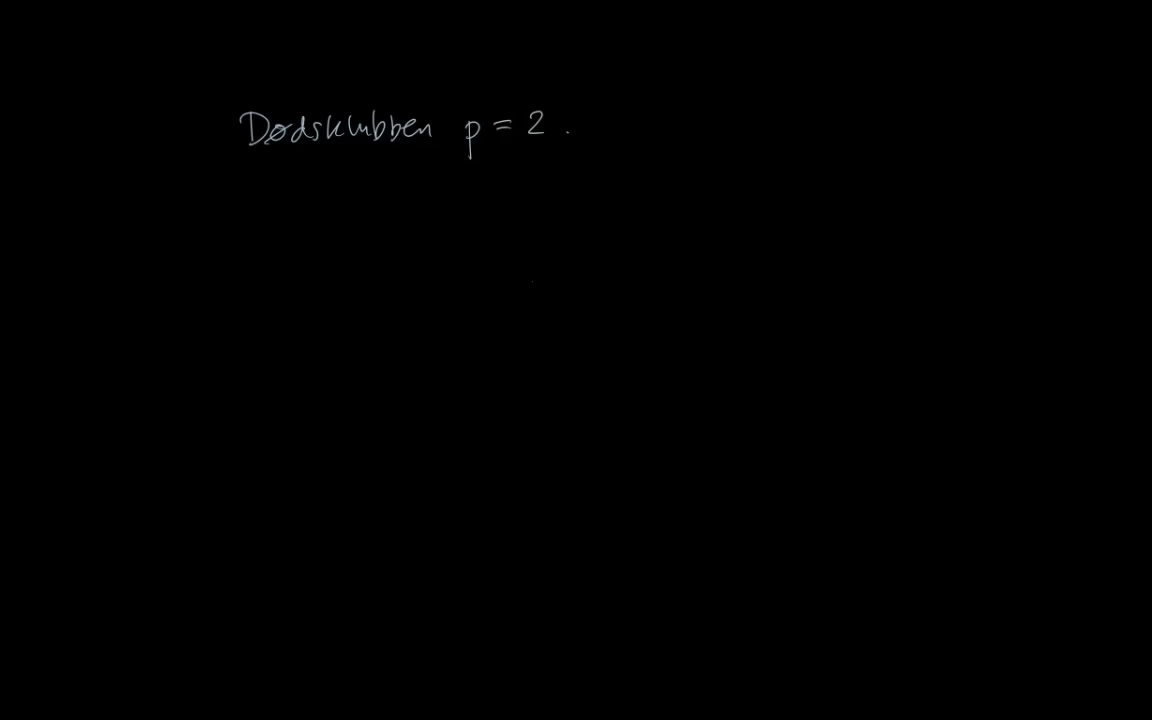 Dødsklubben p = 2 .